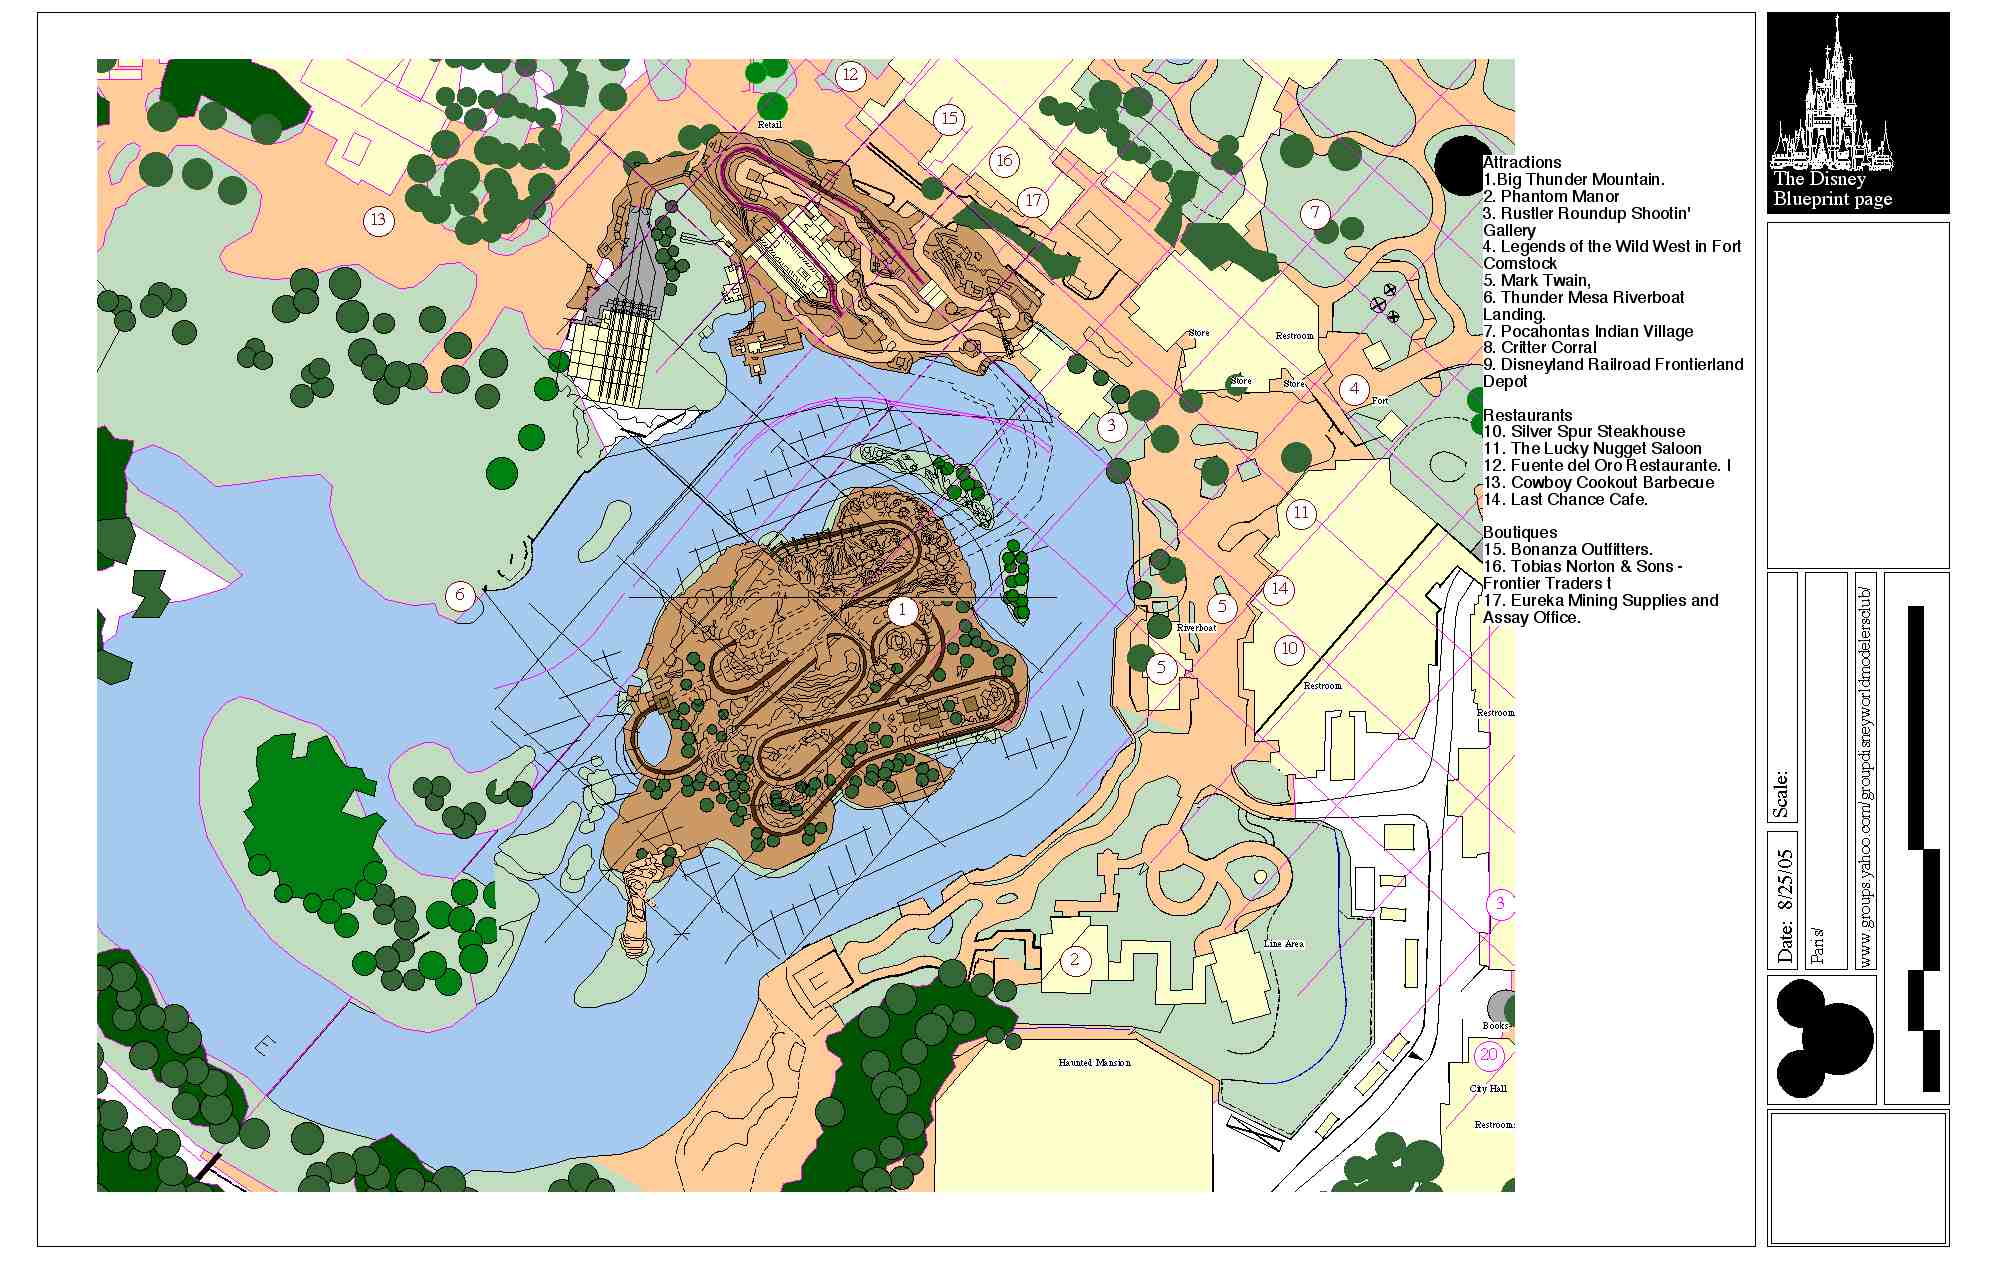 12
Retail
15
16
17
13
7
Store
Restroom
Store
Store
4
Fort
3
11
6
1
14
5
Riverboat
10
5
Restroom
Restroom
3
2
Line Area
E
E
Books
20
Haunted Mansion
City Hall
Restrooms
Attractions
1.Big Thunder Mountain.
2. Phantom Manor
3. Rustler Roundup Shootin'
Gallery
4. Legends of the Wild West in Fort
Comstock
5. Mark Twain,
6. Thunder Mesa Riverboat
Landing.
7. Pocahontas Indian Village
8. Critter Corral
9. Disneyland Railroad Frontierland
Depot
Restaurants
10. Silver Spur Steakhouse
11. The Lucky Nugget Saloon
12. Fuente del Oro Restaurante. I
13. Cowboy Cookout Barbecue
14. Last Chance Cafe.
Boutiques
15. Bonanza Outfitters.
16. Tobias Norton & Sons -
Frontier Traders t
17. Eureka Mining Supplies and
Assay Office.
The Disney
Blueprint page
Scale:
Date: 8/25/05
Paris/
www.groups.yahoo.com/group/disneyworldmodelersclub/